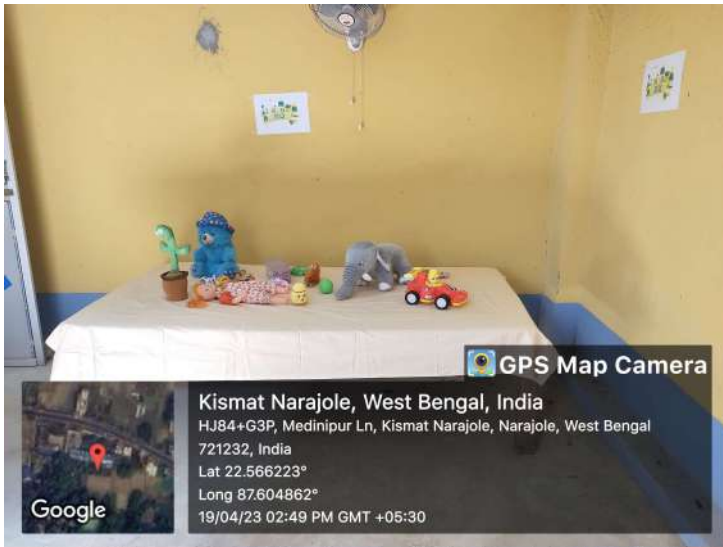 GPS Map Camera
Kismat Narajole, West Bengal, India
HJ84+G3P, Medinipur Ln, Kismat Narajole, Narajole, West Bengal
721232, India
Lat 22.566223°
Long 87.604862°
19/04/23 02:49 PM GMT +05:30
Google